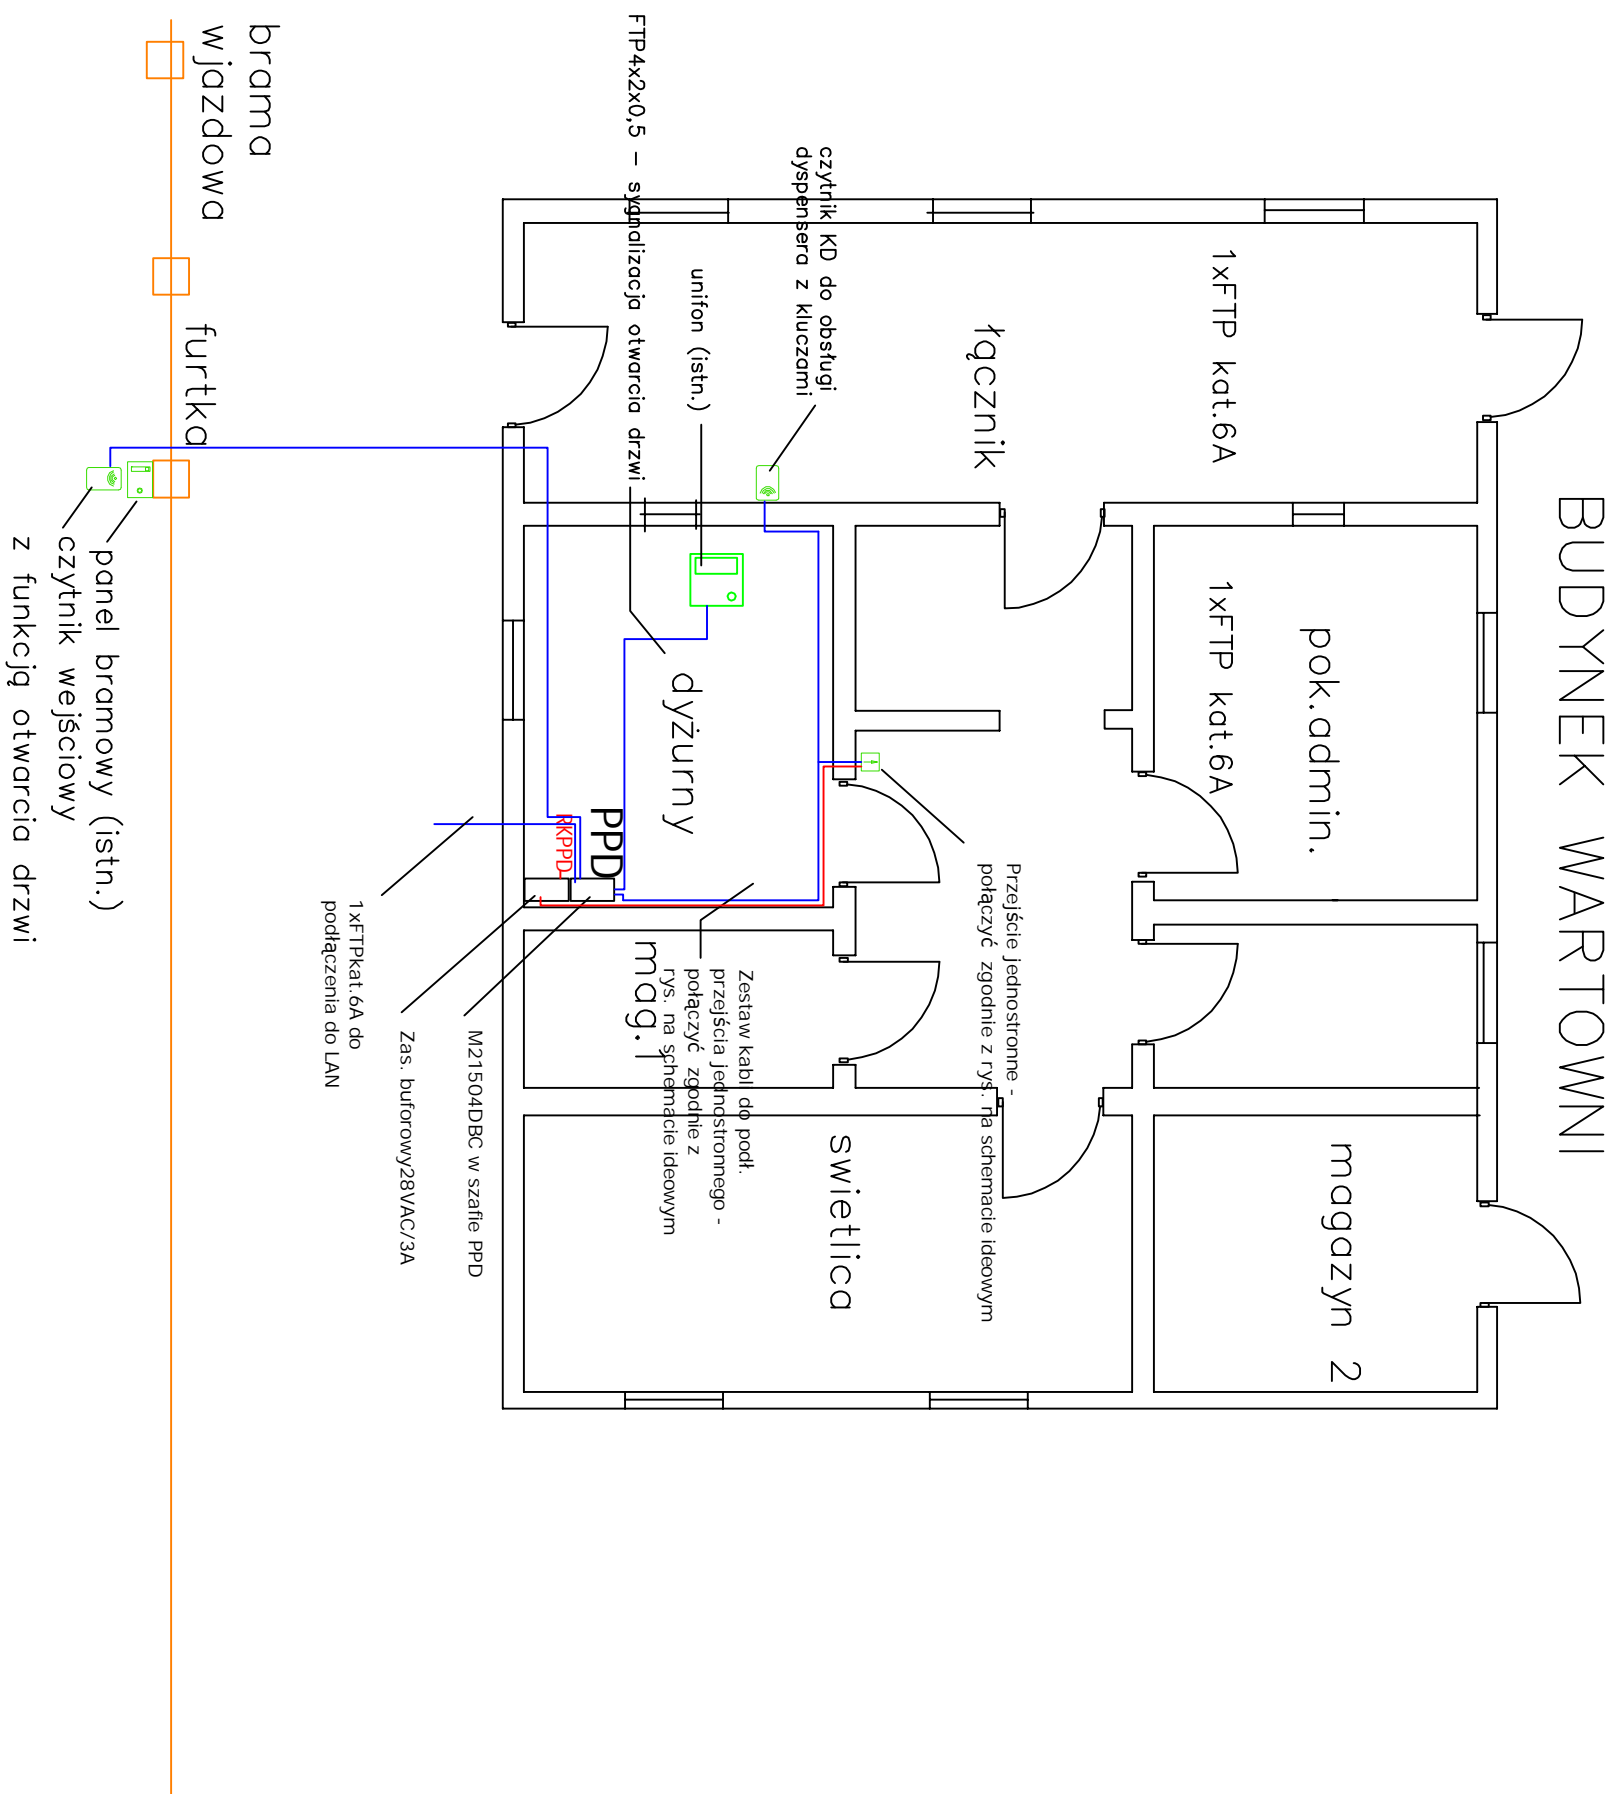 BUDYNEK WARTOWNI
1xFTP kat.6A
łącznik
pok.admin.
1xFTP kat.6A
magazyn 2
świetlica
mag.1
dyżurny
PPD
RKPPD
czytnik KD do obsługi
dyspensera z kluczami
unifon (istn.)
FTP4x2x0,5 – sygnalizacja otwarcia drzwi
Przejście jednostronne -
połączyć zgodnie z rys. na schemacie ideowym
Zestaw kabli do podł.
przejścia jednostronnego -
połączyć zgodnie z
rys. na schemacie ideowym
M21504DBC w szafie PPD
Zas. buforowy28VAC/3A
1xFTPkat.6A do
podłączenia do LAN
brama
wjazdowa
furtka
panel bramowy (istn.)
czytnik wejściowy
z funkcją otwarcia drzwi